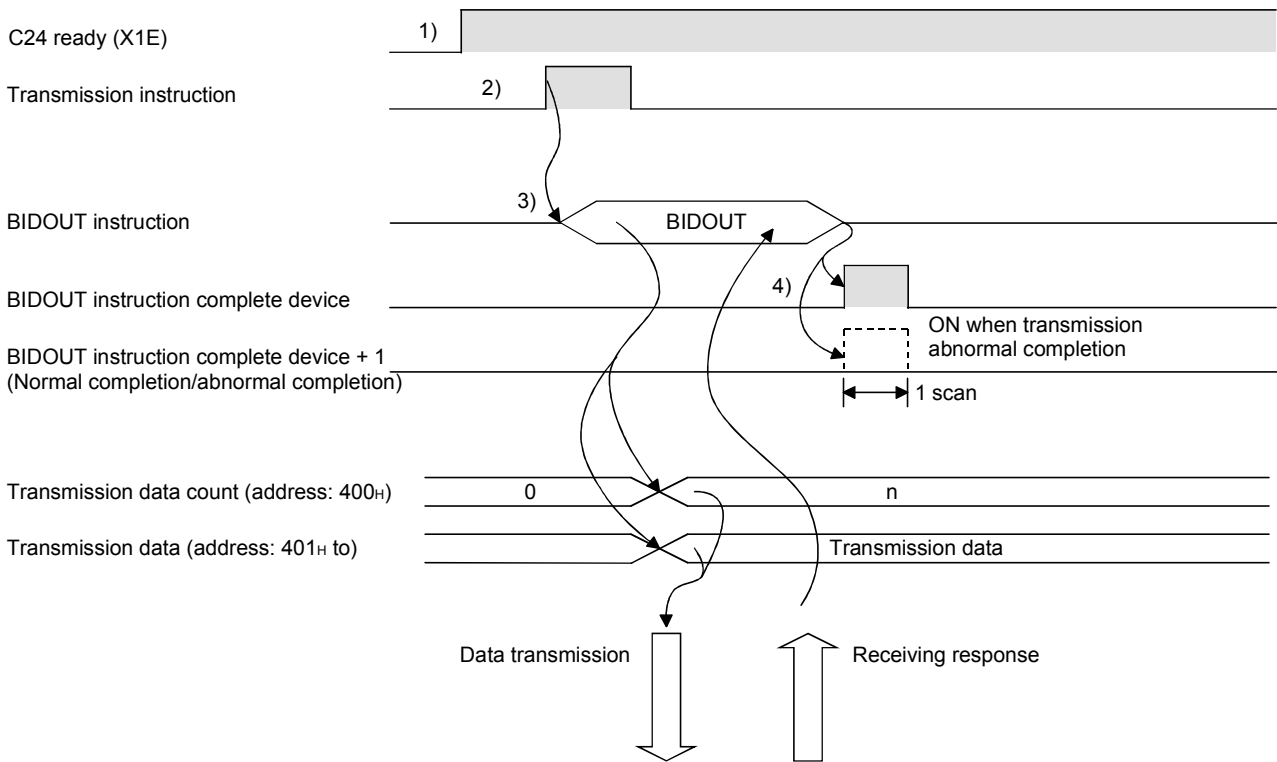 C24 ready (X1E)
1)
Transmission instruction
2)
3)
BIDOUT instruction
BIDOUT
BIDOUT instruction complete device
4)
ON when transmission
abnormal completion
BIDOUT instruction complete device + 1
(Normal completion/abnormal completion)
1 scan
Transmission data count (address: 400H)
0
n
Transmission data (address: 401H to)
Transmission data
Data transmission
Receiving response